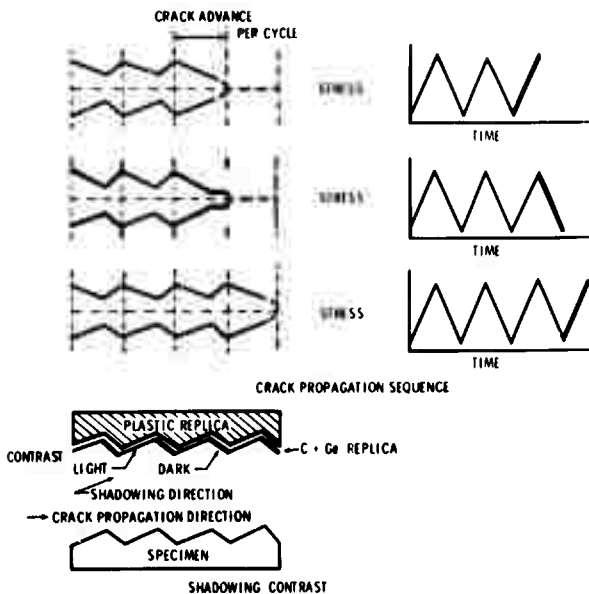 CRACK ADVANCE
PER CYCLE
STRESS
TIME
STRESS
TIME
STRESS
TIME
CRACK PROPAGATION SEQUENCE
PLASTIC REPLICA
CONTRAST
LIGHT
DARK
C + Ge REPLICA
SHADOWING DIRECTION
CRACK PROPAGATION DIRECTION
SPECIMEN
SHADOWING CONTRAST